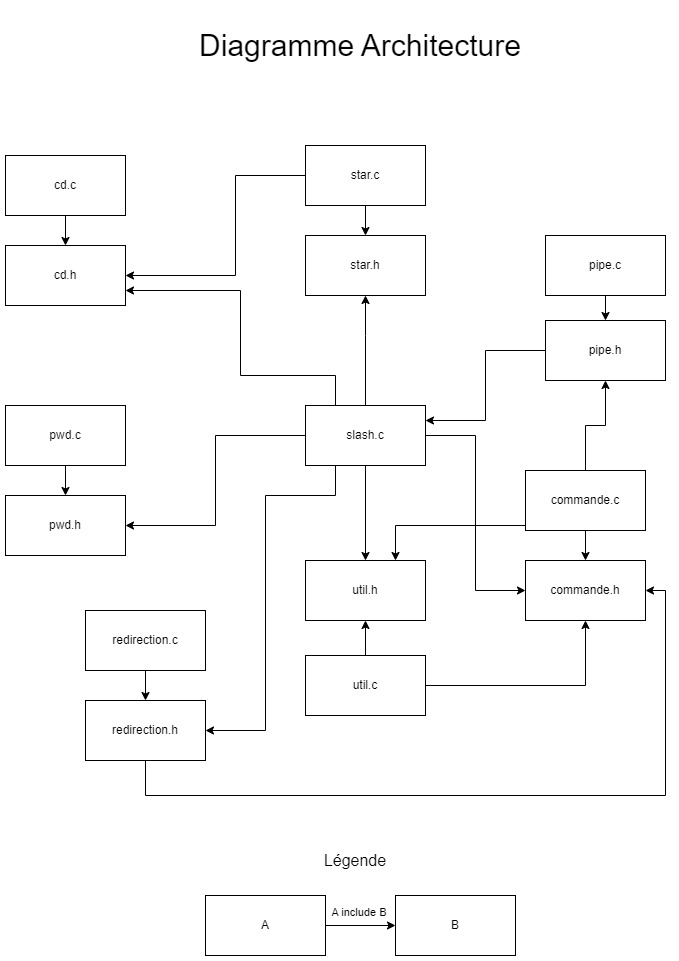 Diagramme Architecture
cd.c
star.c
cd.h
star.h
pipe.c
pipe.h
pwd.c
slash.c
pwd.h
commande.c
util.h
commande.h
redirection.c
util.c
redirection.h
Légende
A
A include B
B